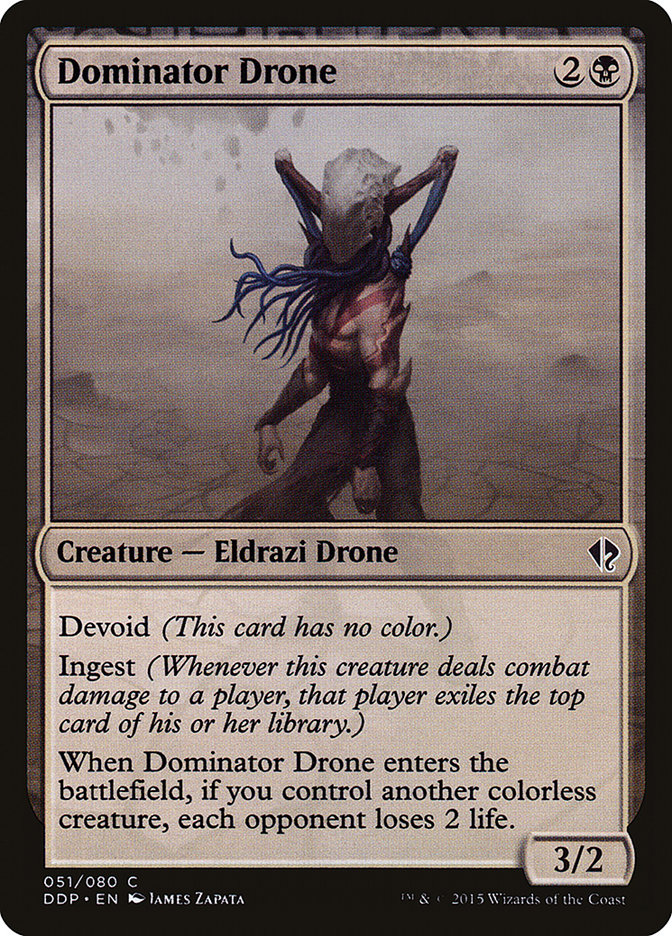 Dominator Drone 2
Creature — Eldrazi Drone
Devoid (This card has no color.)
Ingest (Whenever this creature deals combat
damage to a player, that player exiles the top
card of his or her library.)
When Dominator Drone enters the
battlefield, if you control another colorless
creature, each opponent loses 2 life.
3/2
051/080 C
DDP • EN James Zapata
™ & © 2015 Wizards of the Coast